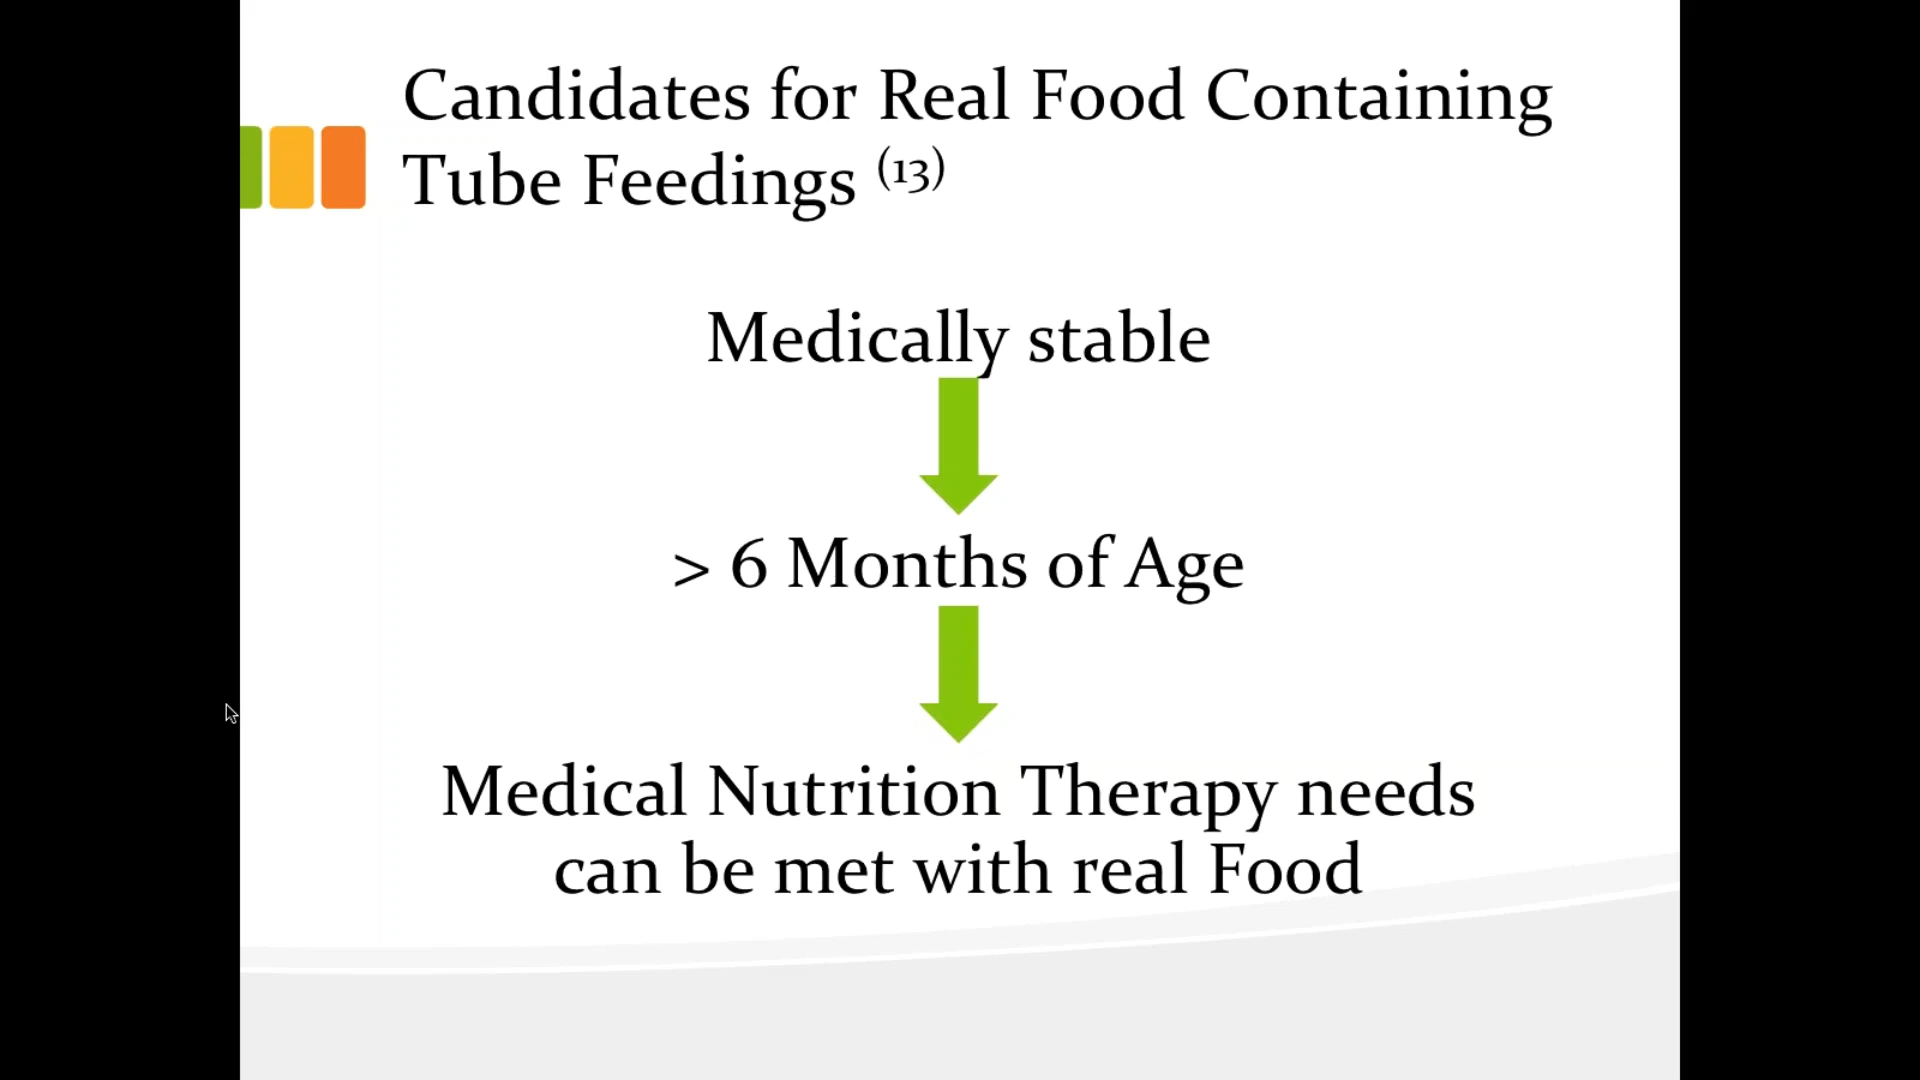 Candidates for Real Food Containing
Tube Feedings (13)
Medically stable
> 6 Months of Age
Medical Nutrition Therapy needs
can be met with real Food